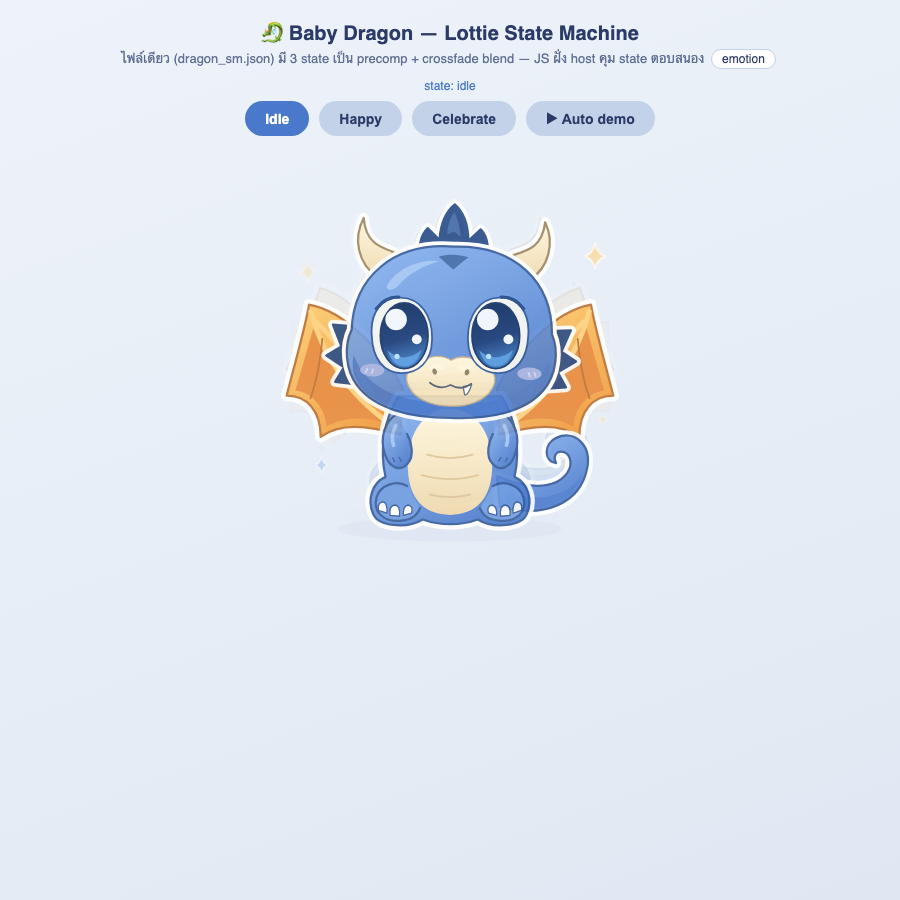 🐉 Baby Dragon — Lottie State Machine
ไฟล์เดียว (dragon_sm.json) มี 3 state เป็น precomp + crossfade blend — JS ฝั่ง host คุม state ตอบสนอง emotion
state: idle
Idle Happy Celebrate ▶ Auto demo